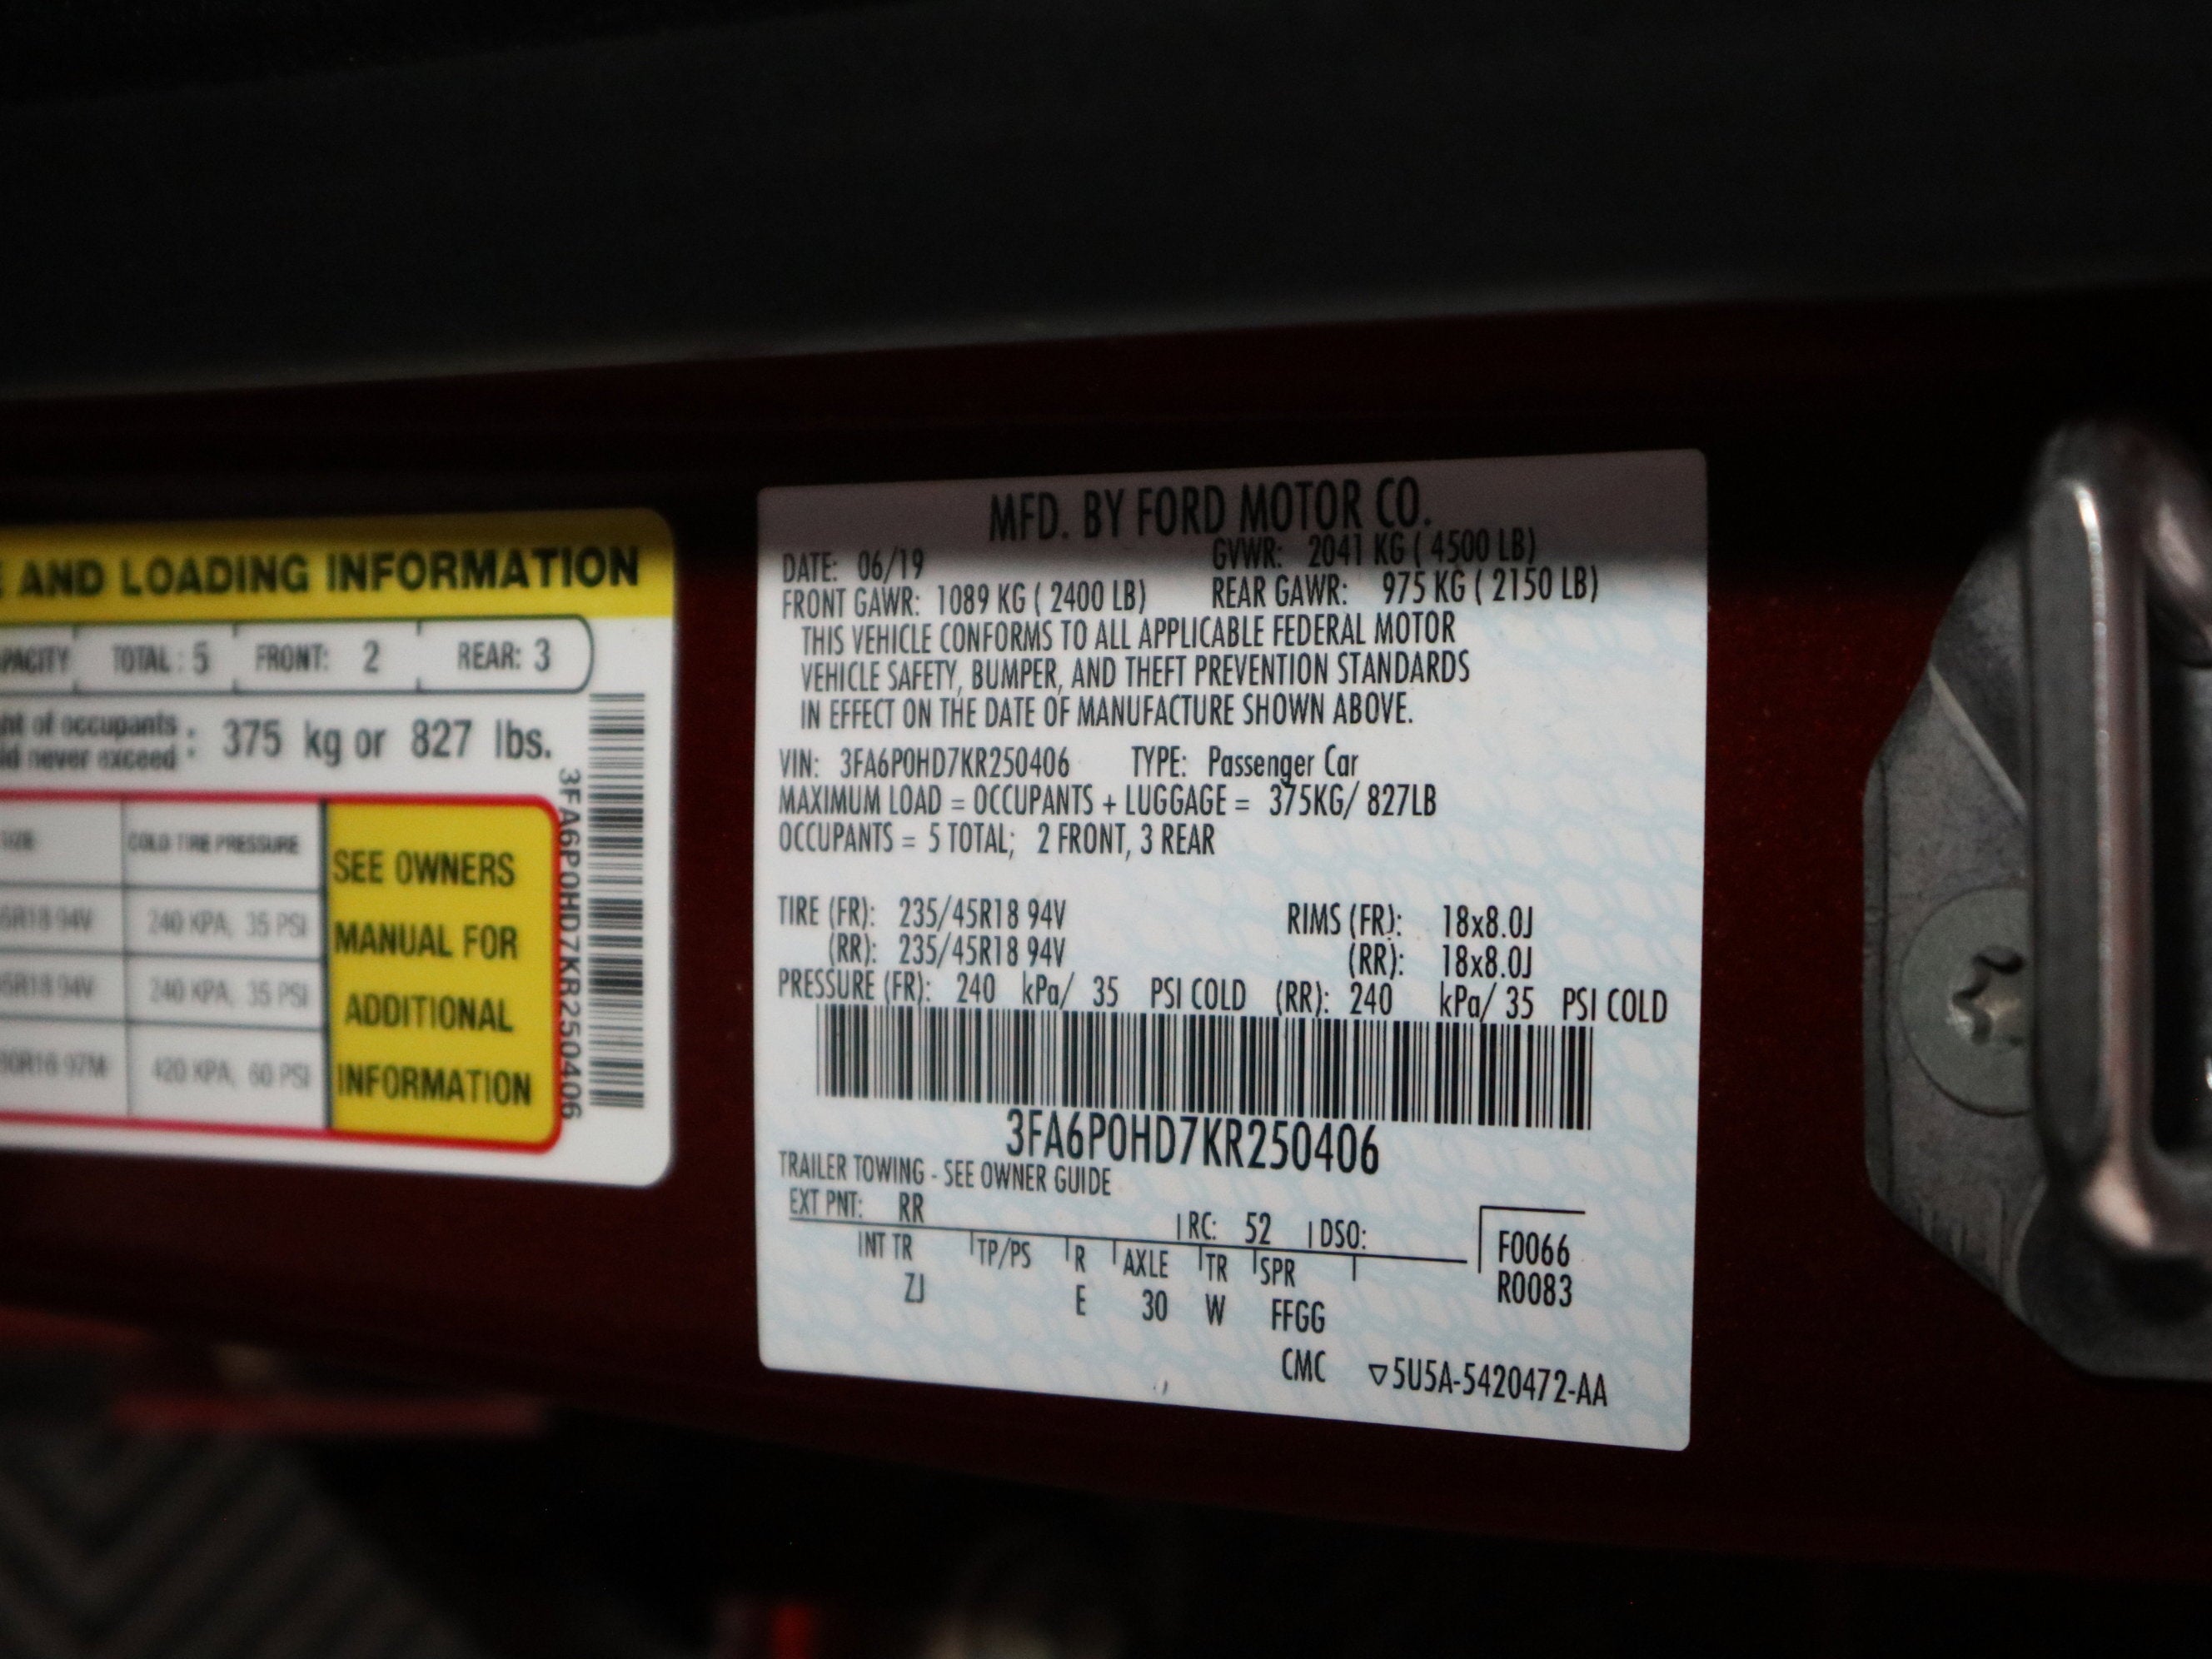 AND LOADING INFORMATION
TOTAL : 5 FRONT: 2 REAR: 3
of occupants
never exceed : 375 kg or 827 lbs.
COLD TIRE PRESSURE
240 KPA, 35 PSI
240 KPA, 35 PSI
420 KPA, 60 PSI
SEE OWNERS
MANUAL FOR
ADDITIONAL
INFORMATION
3FA6P0HD7KR250406
MFD. BY FORD MOTOR CO.
DATE: 06/19 GVWR: 2041 KG ( 4500 LB)
FRONT GAWR: 1089 KG ( 2400 LB) REAR GAWR: 975 KG ( 2150 LB)
THIS VEHICLE CONFORMS TO ALL APPLICABLE FEDERAL MOTOR
VEHICLE SAFETY, BUMPER, AND THEFT PREVENTION STANDARDS
IN EFFECT ON THE DATE OF MANUFACTURE SHOWN ABOVE.
VIN: 3FA6P0HD7KR250406 TYPE: Passenger Car
MAXIMUM LOAD = OCCUPANTS + LUGGAGE = 375KG/ 827LB
OCCUPANTS = 5 TOTAL; 2 FRONT, 3 REAR
TIRE (FR): 235/45R18 94V RIMS (FR): 18x8.0J
(RR): 235/45R18 94V (RR): 18x8.0J
PRESSURE (FR): 240 kPa/ 35 PSI COLD (RR): 240 kPa/ 35 PSI COLD
3FA6P0HD7KR250406
TRAILER TOWING - SEE OWNER GUIDE
EXT PNT: RR RC: 52 DSO:
INT TR TP/PS R AXLE TR SPR
ZJ E 30 W FFGG
F0066
R0083
CMC ▽5U5A-5420472-AA